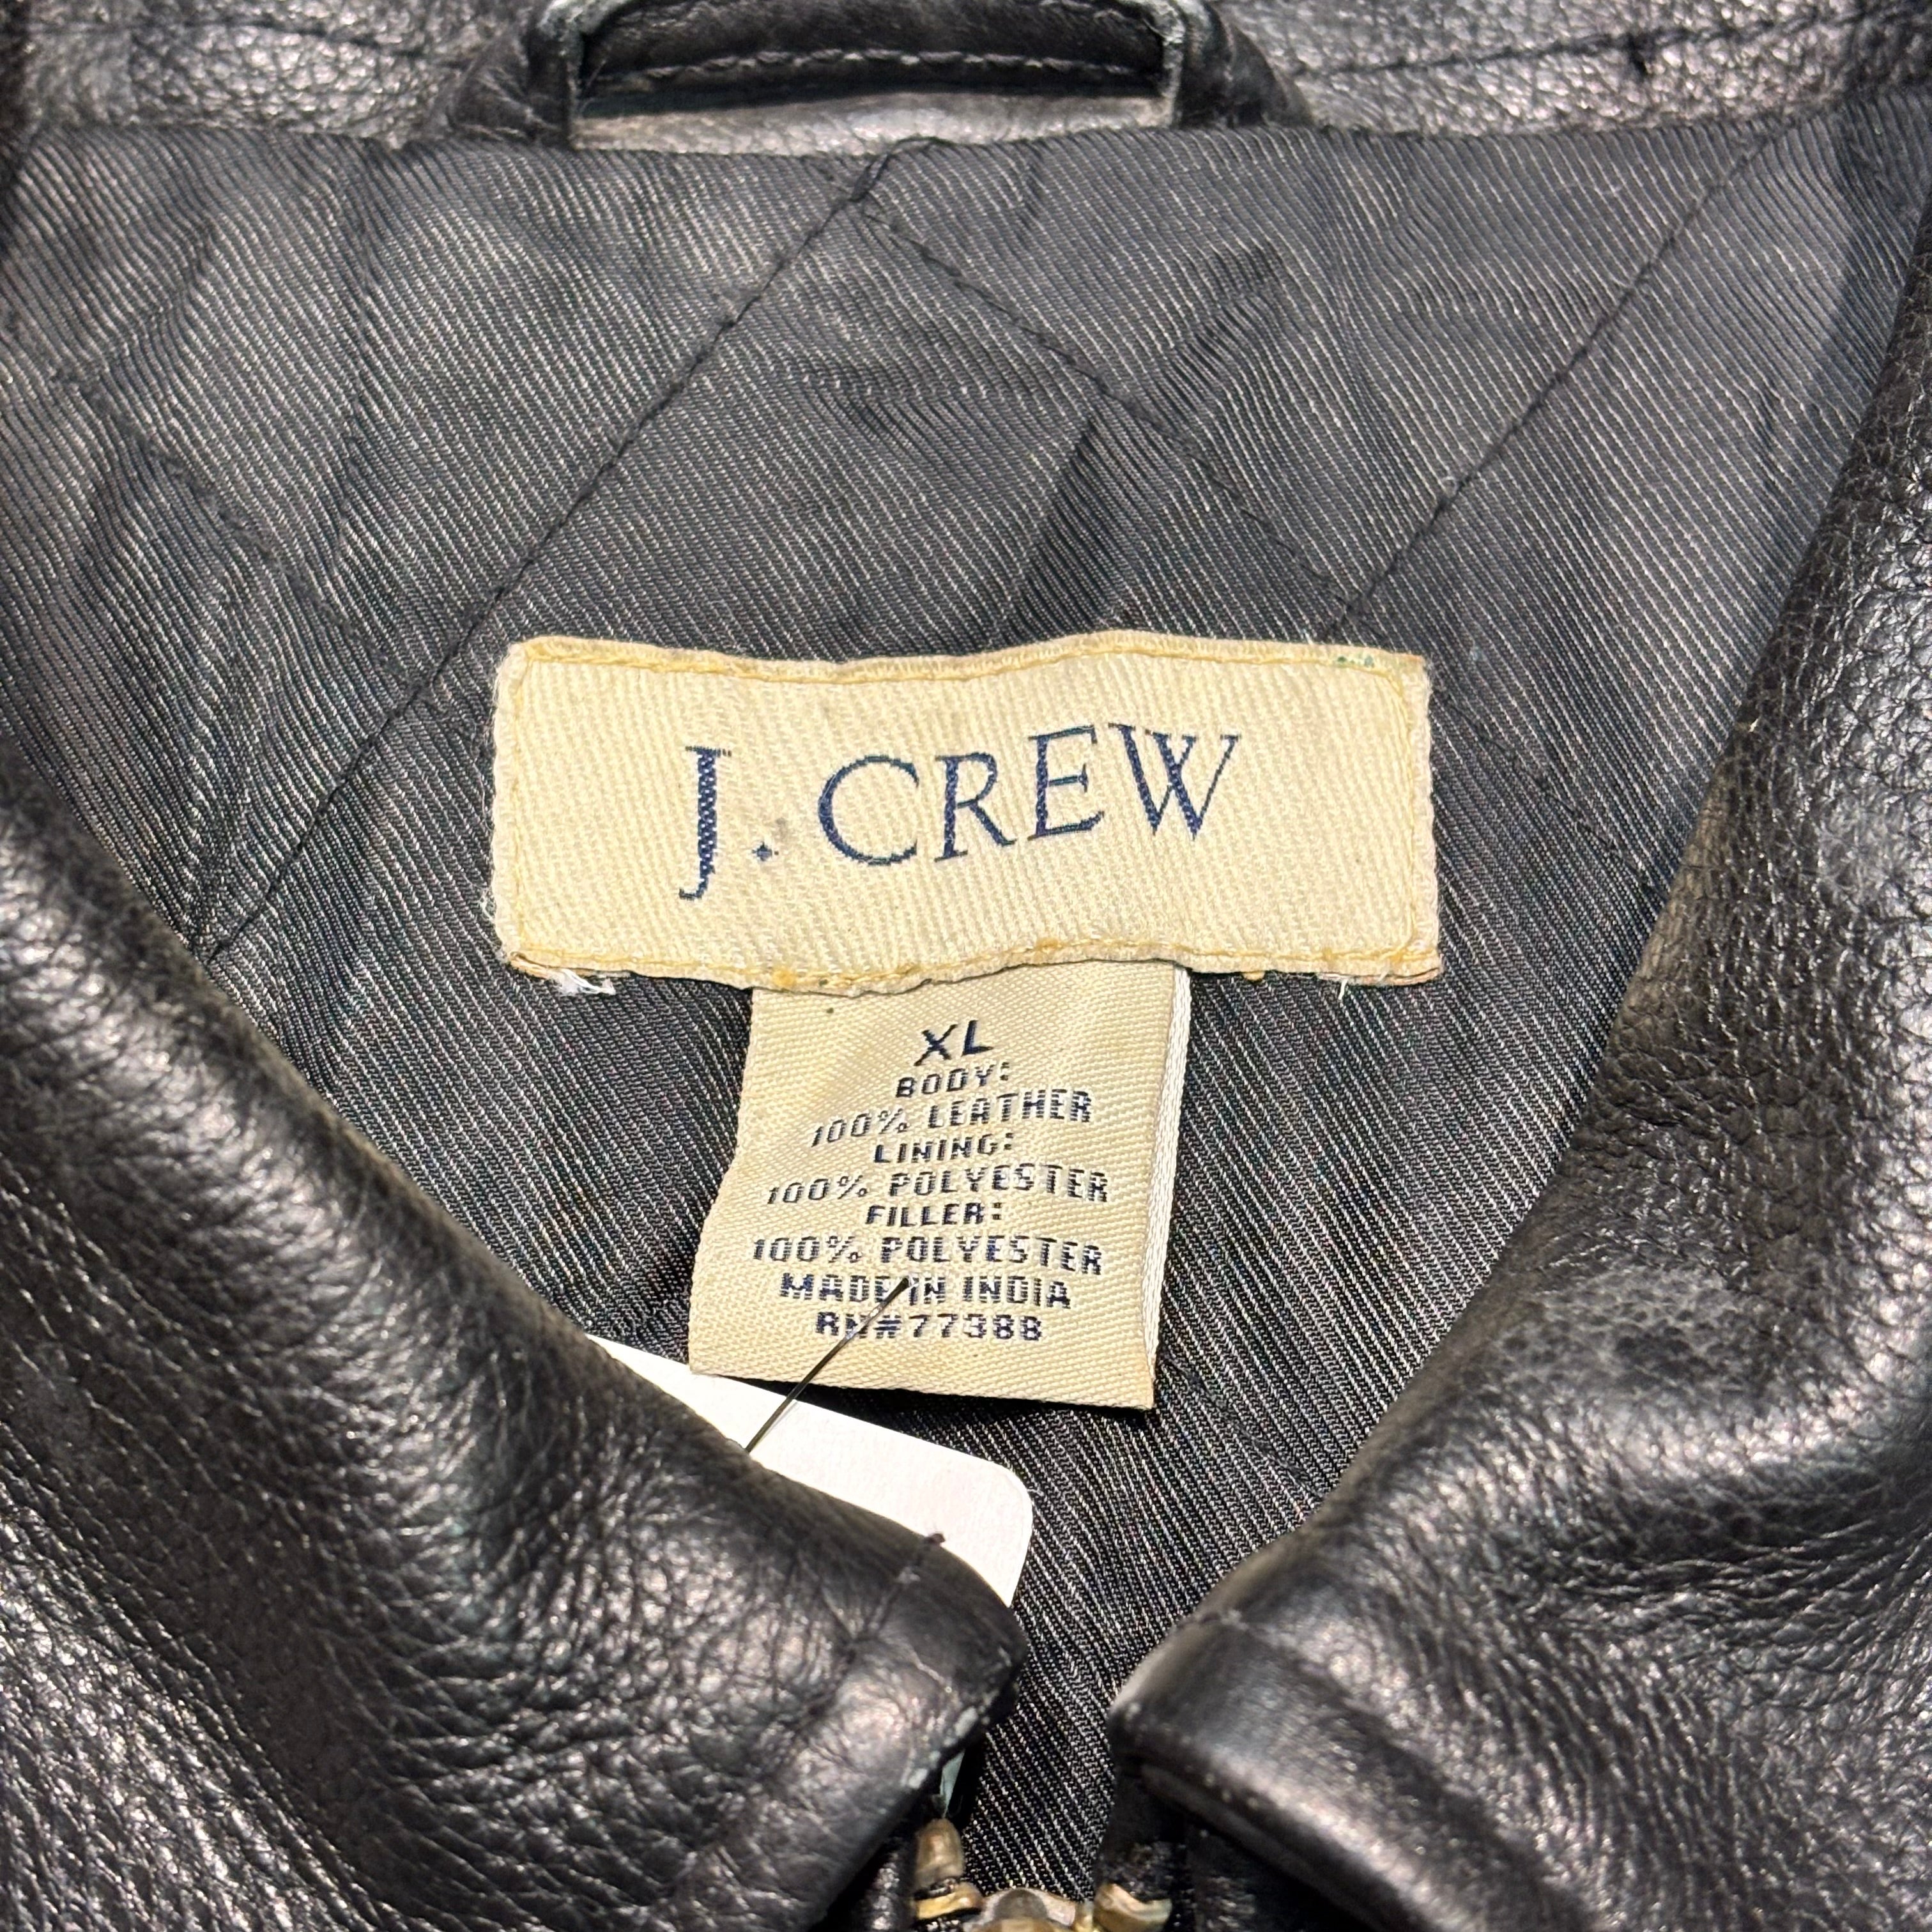 J. CREW
XL
BODY:
100% LEATHER
LINING:
100% POLYESTER
FILLER:
100% POLYESTER
MADE IN INDIA
RN#77388